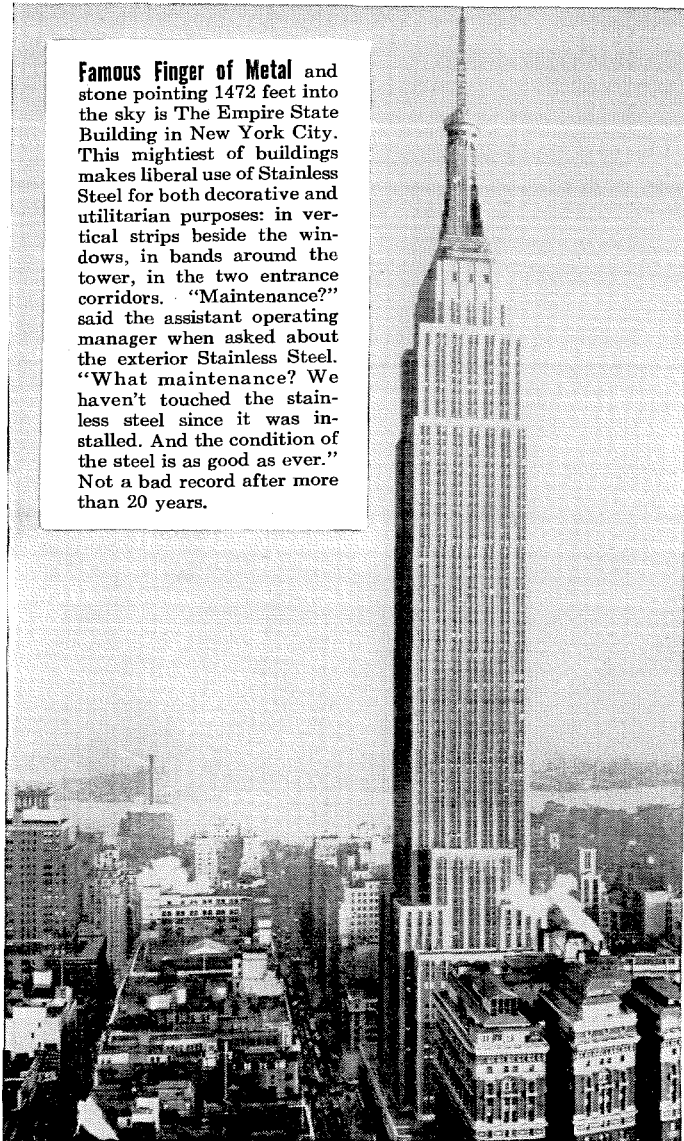 Famous Finger of Metal and
stone pointing 1472 feet into
the sky is The Empire State
Building in New York City.
This mightiest of buildings
makes liberal use of Stainless
Steel for both decorative and
utilitarian purposes: in ver-
tical strips beside the win-
dows, in bands around the
tower, in the two entrance
corridors. "Maintenance?"
said the assistant operating
manager when asked about
the exterior Stainless Steel.
"What maintenance? We
haven't touched the stain-
less steel since it was in-
stalled. And the condition of
the steel is as good as ever."
Not a bad record after more
than 20 years.